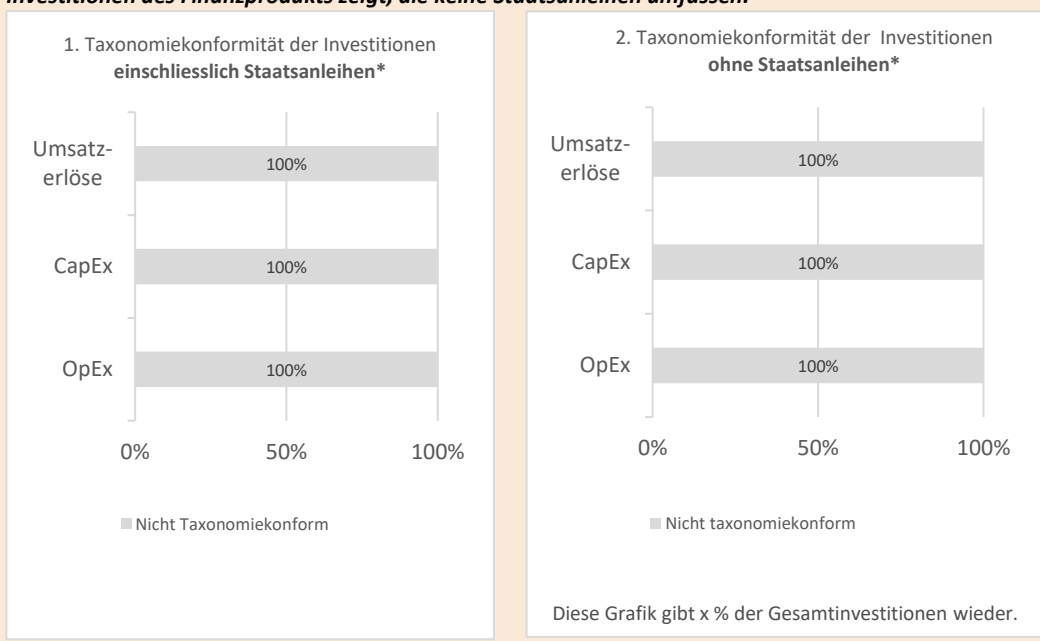 Investitionen des Finanzprodukts zeigt, die keine Staatsanleihen umfassen.
1. Taxonomiekonformität der Investitionen
einschliesslich Staatsanleihen*
Umsatz-
erlöse
100%
CapEx
100%
OpEx
100%
0% 50% 100%
Nicht Taxonomiekonform
2. Taxonomiekonformität der Investitionen
ohne Staatsanleihen*
Umsatz-
erlöse
100%
CapEx
100%
OpEx
100%
0% 50% 100%
Nicht taxonomiekonform
Diese Grafik gibt x % der Gesamtinvestitionen wieder.